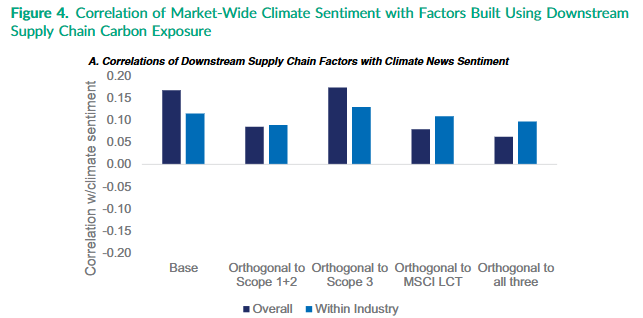 Figure 4. Correlation of Market-Wide Climate Sentiment with Factors Built Using Downstream
Supply Chain Carbon Exposure
A. Correlations of Downstream Supply Chain Factors with Climate News Sentiment
Correlation w/climate sentiment
0.20
0.15
0.10
0.05
0.00
-0.05
-0.10
-0.15
-0.20
Base
Orthogonal to
Scope 1+2
Orthogonal to
Scope 3
Orthogonal to
MSCI LCT
Orthogonal to
all three
Overall
Within Industry